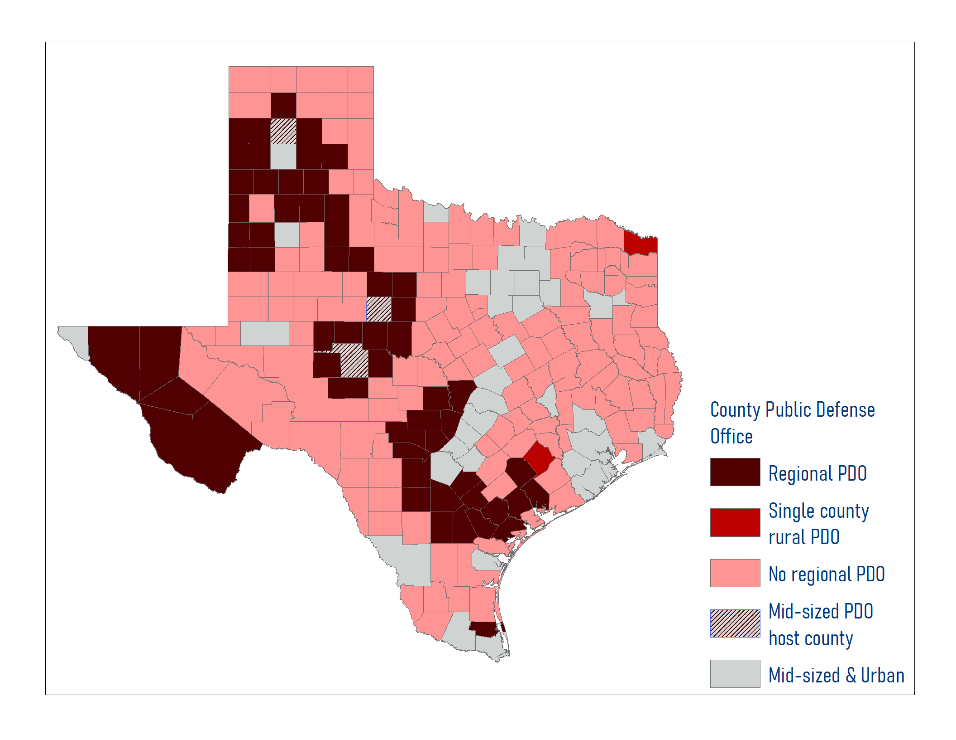 County Public Defense
Office
Regional PDO
Single county
rural PDO
No regional PDO
Mid-sized PDO
host county
Mid-sized & Urban